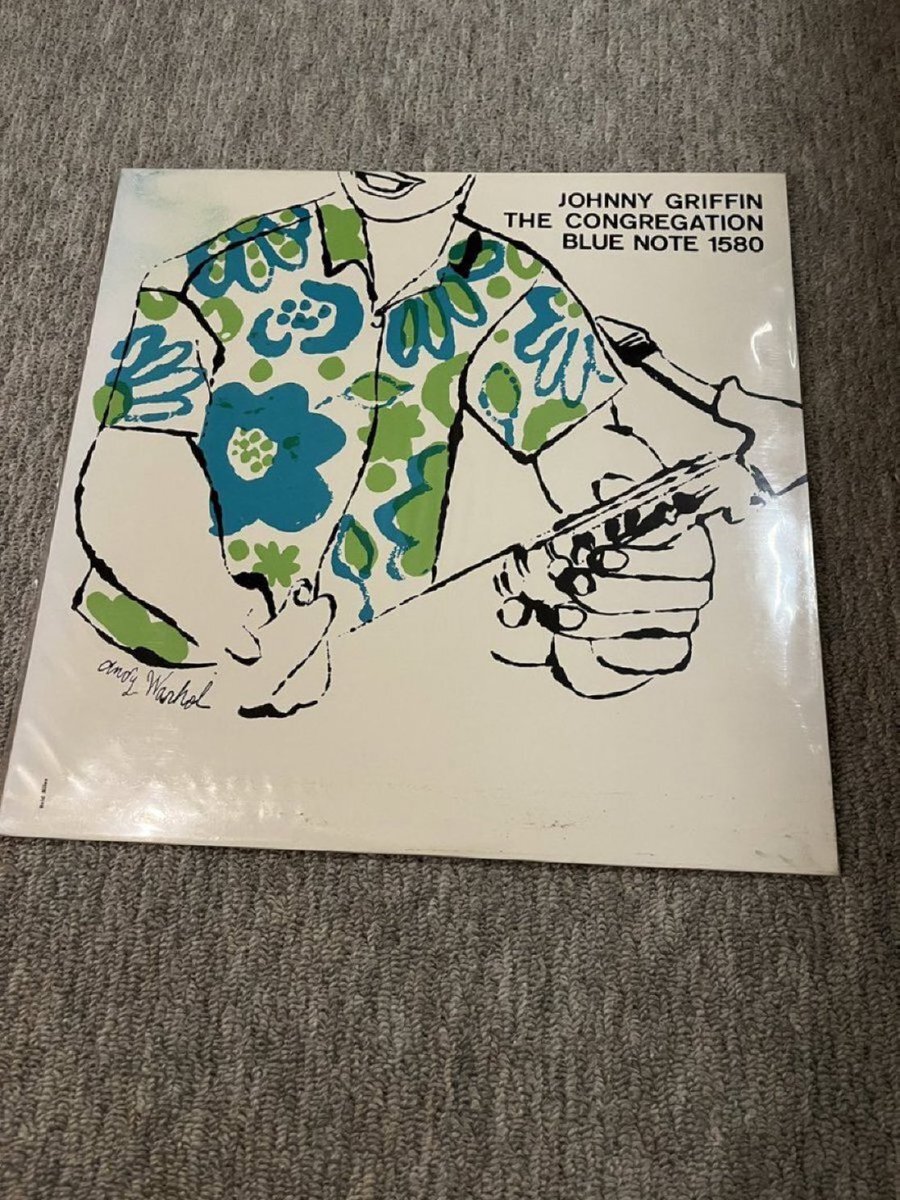 JOHNNY GRIFFIN
THE CONGREGATION
BLUE NOTE 1580
andy Warhol